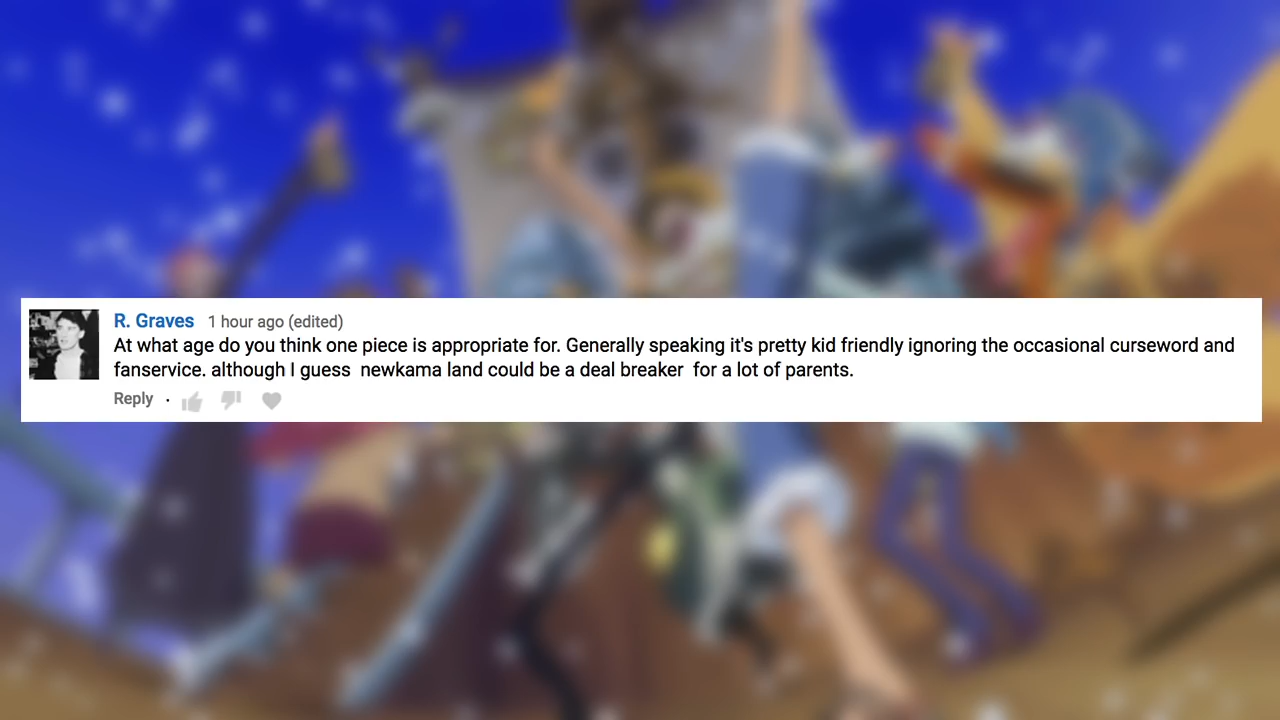 R. Graves 1 hour ago (edited)
At what age do you think one piece is appropriate for. Generally speaking it's pretty kid friendly ignoring the occasional curseword and
fanservice. although I guess  newkama land could be a deal breaker  for a lot of parents.
Reply ·